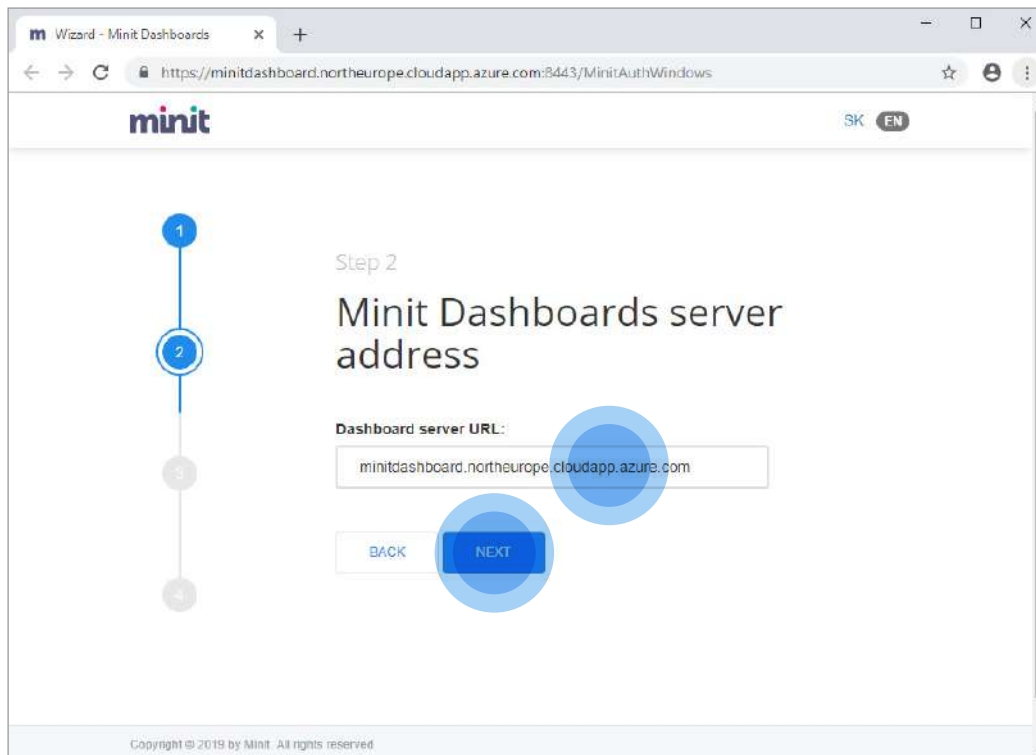 m Wizard - Minit Dashboards
https://minitdashboard.northeurope.cloudapp.azure.com:8443/MinitAuthWindows
minit
SK EN
1
Step 2
Minit Dashboards server
address
2
Dashboard server URL:
minitdashboard.northeurope.cloudapp.azure.com
3
BACK NEXT
4
Copyright © 2019 by Minit. All rights reserved